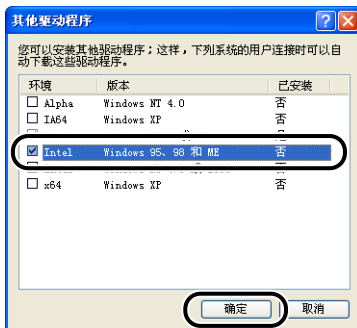 其他驱动程序
您可以安装其他驱动程序；这样，下列系统的用户连接时可以自
动下载这些驱动程序。
环境 版本 已安装
Alpha Windows NT 4.0 否
IA64 Windows XP 否
Intel Windows 95、98 和 ME 否
x64 Windows XP 否
确定 取消